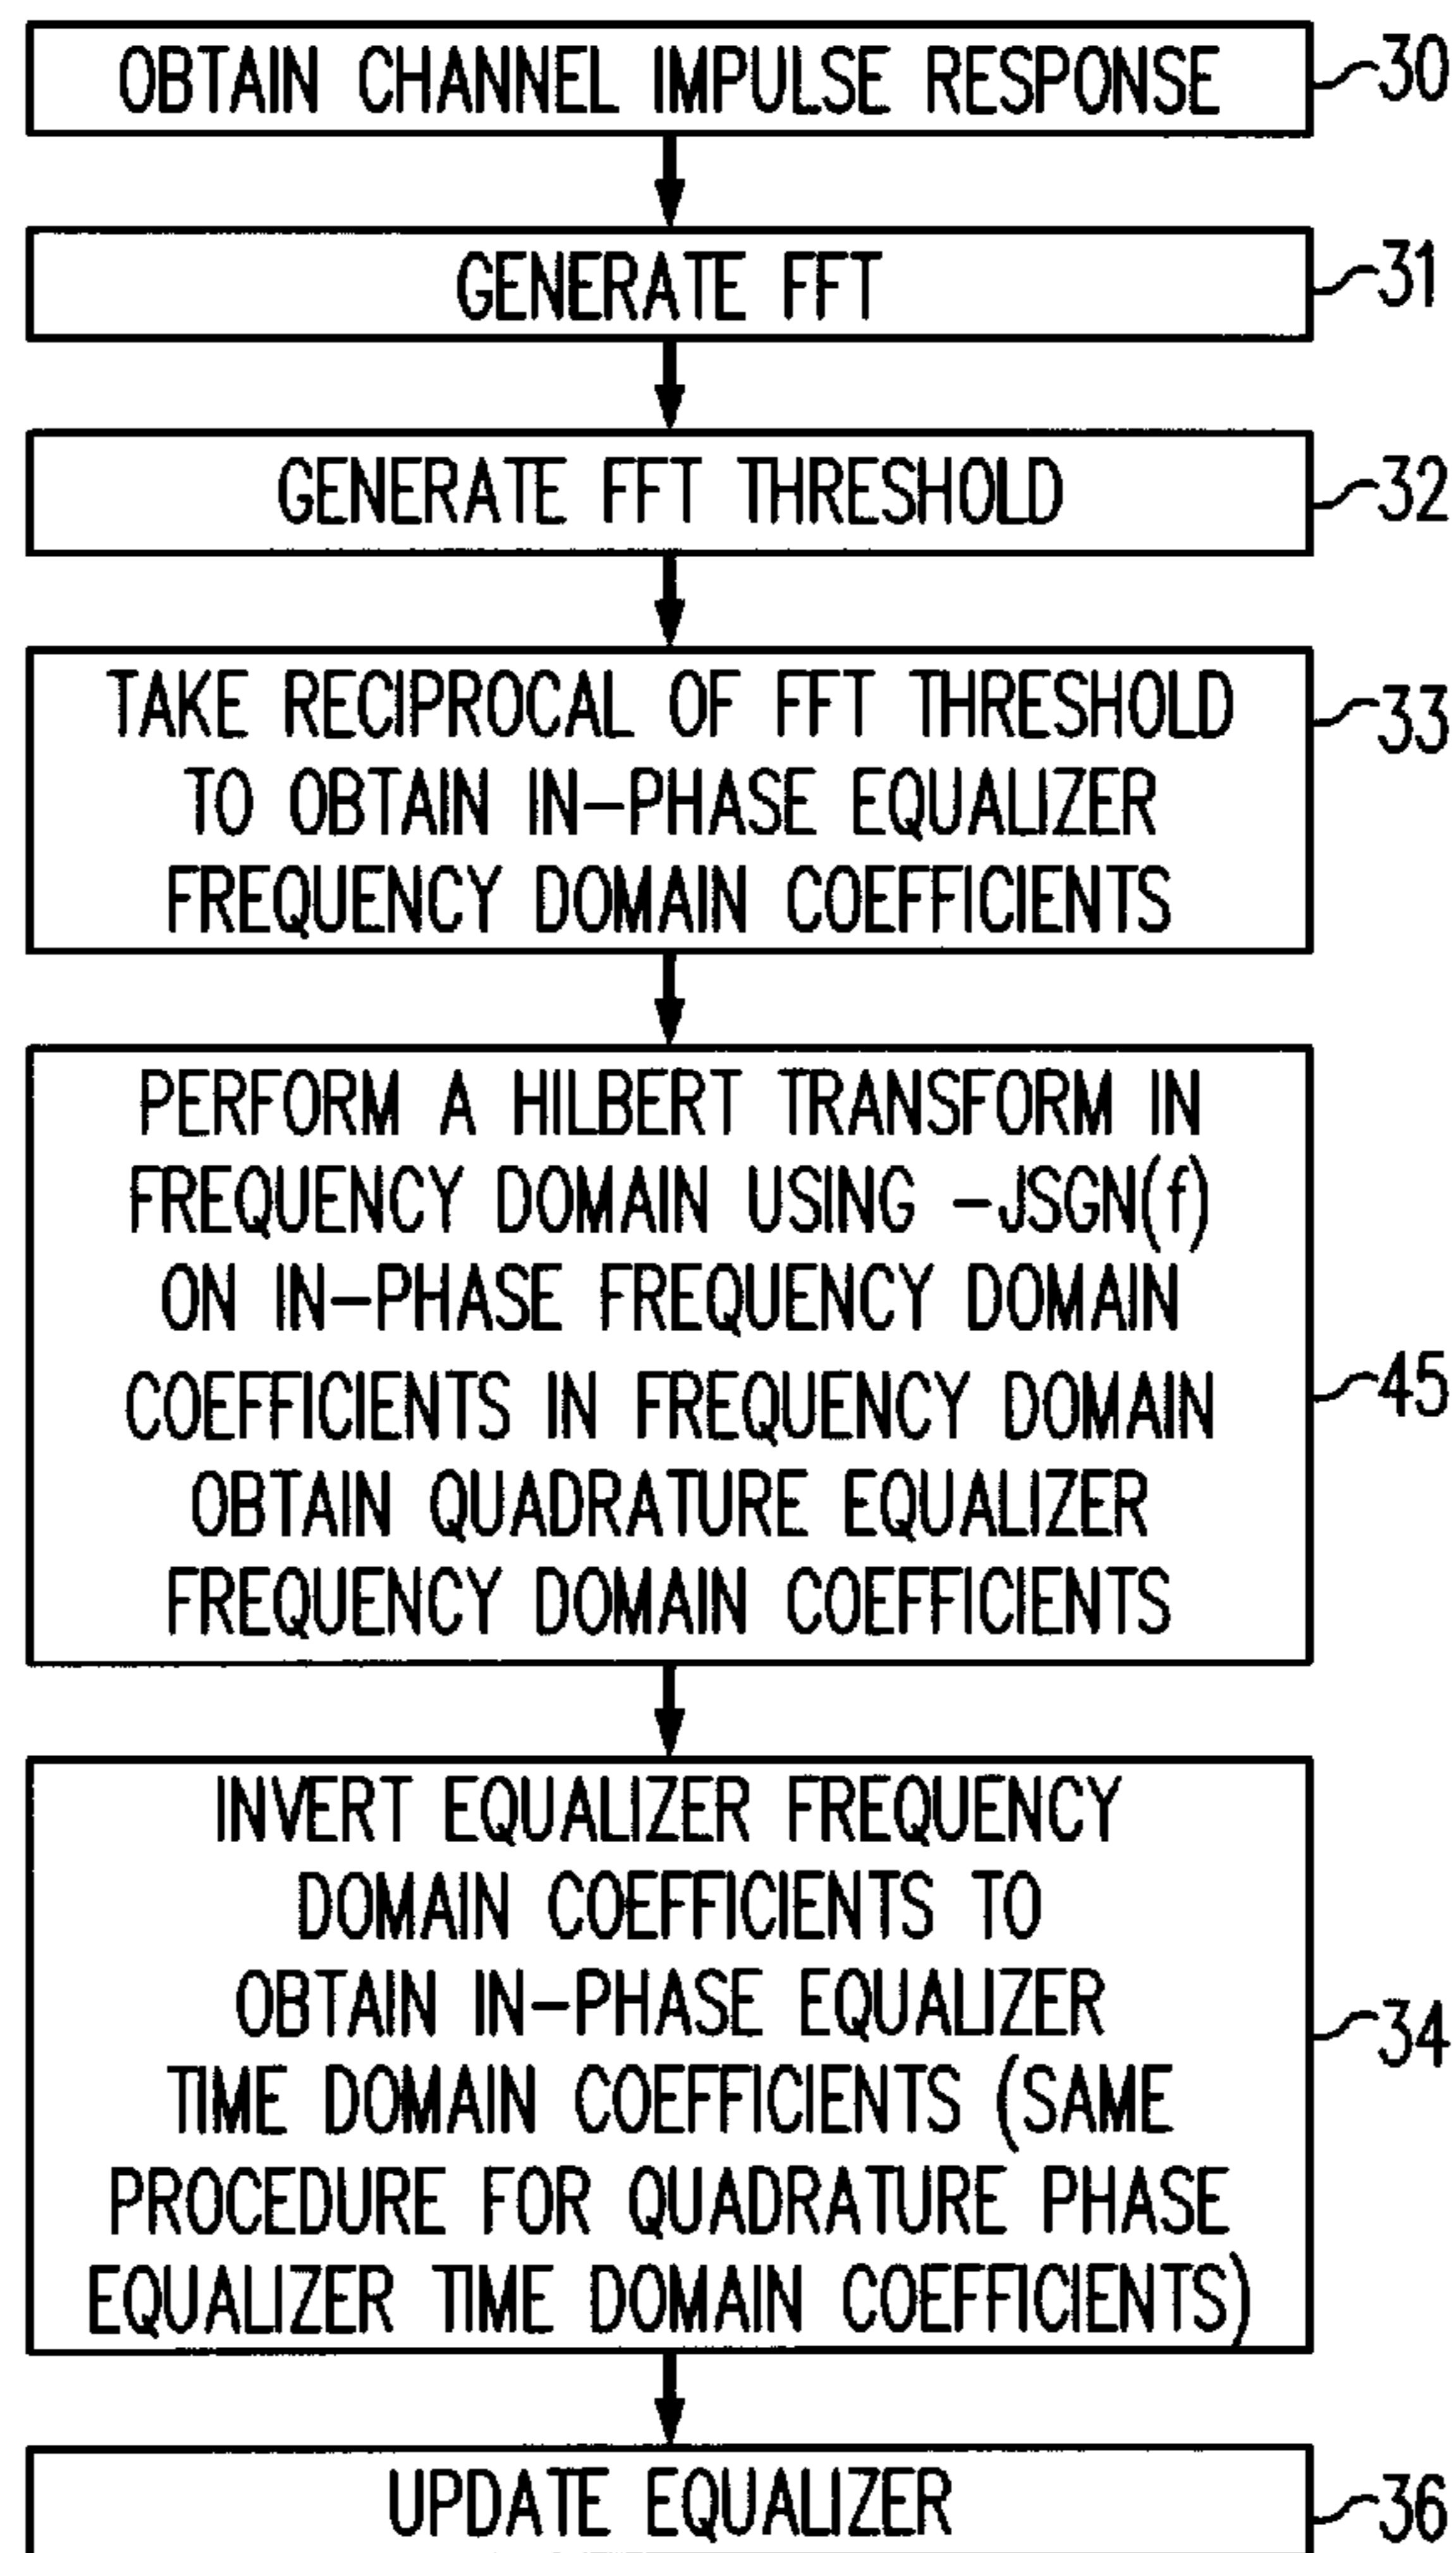 OBTAIN CHANNEL IMPULSE RESPONSE
30
GENERATE FFT
31
GENERATE FFT THRESHOLD
32
TAKE RECIPROCAL OF FFT THRESHOLD
TO OBTAIN IN-PHASE EQUALIZER
FREQUENCY DOMAIN COEFFICIENTS
33
PERFORM A HILBERT TRANSFORM IN
FREQUENCY DOMAIN USING -JSGN(f)
ON IN-PHASE FREQUENCY DOMAIN
COEFFICIENTS IN FREQUENCY DOMAIN
OBTAIN QUADRATURE EQUALIZER
FREQUENCY DOMAIN COEFFICIENTS
45
INVERT EQUALIZER FREQUENCY
DOMAIN COEFFICIENTS TO
OBTAIN IN-PHASE EQUALIZER
TIME DOMAIN COEFFICIENTS (SAME
PROCEDURE FOR QUADRATURE PHASE
EQUALIZER TIME DOMAIN COEFFICIENTS)
34
UPDATE EQUALIZER
36